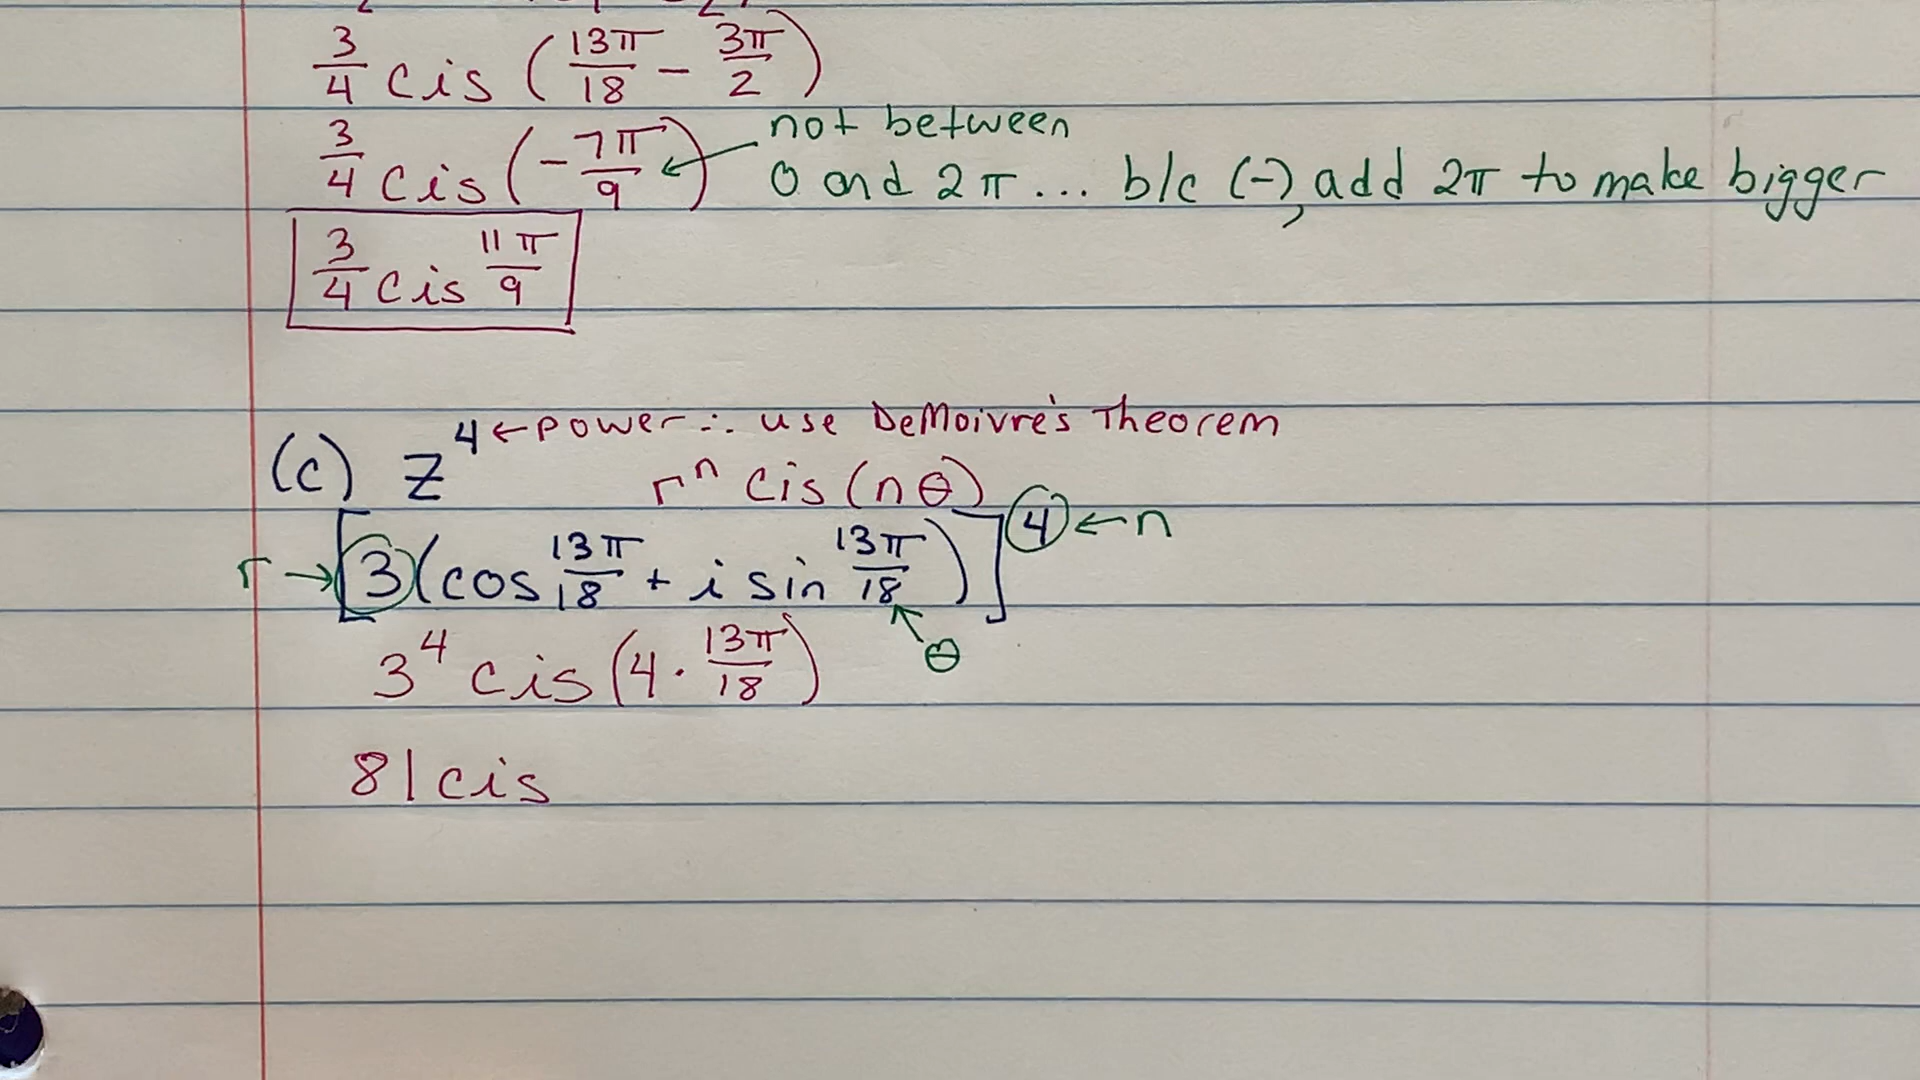 3/4 cis (13π/18 - 3π/2)
3/4 cis (-7π/9) ← not between
0 and 2π... b/c (-), add 2π to make bigger
3/4 cis 11π/9
(c) z^4 ← power ∴ use DeMoivre's Theorem
r^n cis (nθ)
r → [3(cos 13π/18 + i sin 13π/18)]^4 ← n
θ
3^4 cis (4 · 13π/18)
81 cis